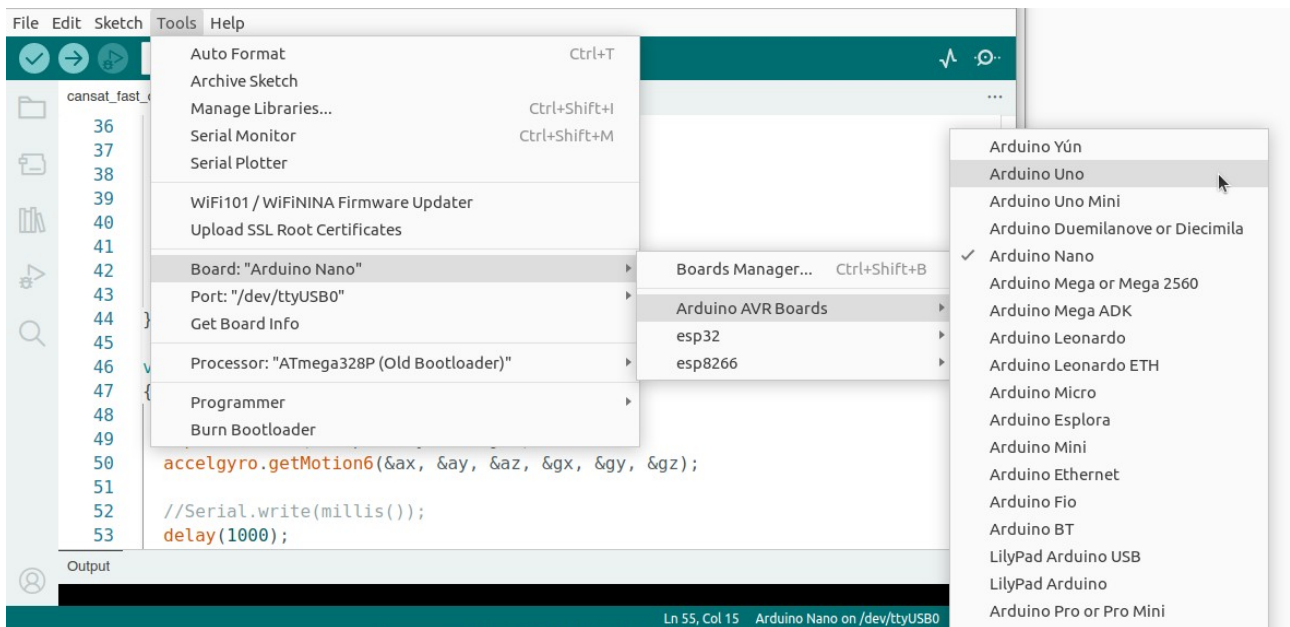 File Edit Sketch Tools Help
cansat_fast_
Auto Format Ctrl+T
Archive Sketch
Manage Libraries... Ctrl+Shift+I
Serial Monitor Ctrl+Shift+M
Serial Plotter
WiFi101 / WiFiNINA Firmware Updater
Upload SSL Root Certificates
Board: "Arduino Nano"
Port: "/dev/ttyUSB0"
Get Board Info
Processor: "ATmega328P (Old Bootloader)"
Programmer
Burn Bootloader
Boards Manager... Ctrl+Shift+B
Arduino AVR Boards
esp32
esp8266
Arduino Yún
Arduino Uno
Arduino Uno Mini
Arduino Duemilanove or Diecimila
Arduino Nano
Arduino Mega or Mega 2560
Arduino Mega ADK
Arduino Leonardo
Arduino Leonardo ETH
Arduino Micro
Arduino Esplora
Arduino Mini
Arduino Ethernet
Arduino Fio
Arduino BT
LilyPad Arduino USB
LilyPad Arduino
Arduino Pro or Pro Mini
36
37
38
39
40
41
42
43
44 }
45
46 v
47 {
48
49
50 accelgyro.getMotion6(&ax, &ay, &az, &gx, &gy, &gz);
51
52 //Serial.write(millis());
53 delay(1000);
Output
Ln 55, Col 15 Arduino Nano on /dev/ttyUSB0